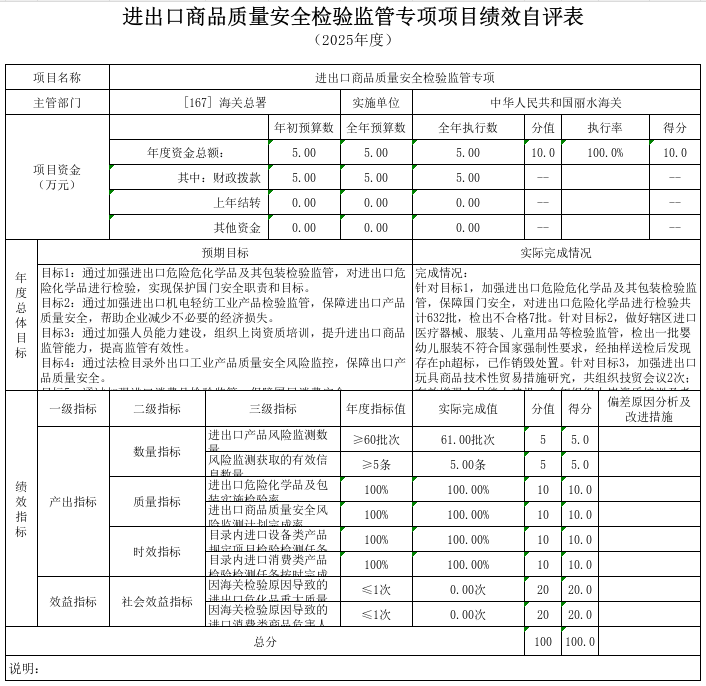 进出口商品质量安全检验监管专项项目绩效自评表
（2025年度）
项目名称 进出口商品质量安全检验监管专项
主管部门 [167]海关总署 实施单位 中华人民共和国丽水海关
项目资金（万元） 年初预算数 全年预算数 全年执行数 分值 执行率 得分
年度资金总额： 5.00 5.00 5.00 10.0 100.0% 10.0
其中：财政拨款 5.00 5.00 5.00 -- --
上年结转 0.00 0.00 0.00 -- --
其他资金 0.00 0.00 0.00 -- --
年度总体目标 预期目标 实际完成情况
目标1：通过加强进出口危险危化学品及其包装检验监管，对进出口危
险化学品进行检验，实现保护国门安全职责和目标。
目标2：通过加强进出口机电轻纺工业产品检验监管，保障进出口产品
质量安全，帮助企业减少不必要的经济损失。
目标3：通过加强人员能力建设，组织上岗资质培训，提升进出口商品
监管能力，提高监管有效性。
目标4：通过法检目录外出口工业产品质量安全风险监控，保障出口产
品质量安全。
完成情况：
针对目标1，加强进出口危险危化学品及其包装检验监
管，保障国门安全，对进出口危险化学品进行检验共
计632批，检出不合格7批。针对目标2，做好辖区进口
医疗器械、服装、儿童用品等检验监管，检出一批婴
幼儿服装不符合国家强制性要求，经抽样送检后发现
存在ph超标，己作销毁处置。针对目标3，加强进出口
玩具商品技术性贸易措施研究，共组织技贸会议2次；
绩效指标 一级指标 二级指标 三级指标 年度指标值 实际完成值 分值 得分 偏差原因分析及改进措施
产出指标 数量指标 进出口产品风险监测数量 ≥60批次 61.00批次 5 5.0
风险监测获取的有效信息数量 ≥5条 5.00条 5 5.0
质量指标 进出口危险化学品及包装实施检验率 100% 100.00% 10 10.0
进出口商品质量安全风险监测计划完成率 100% 100.00% 10 10.0
时效指标 目录内进口设备类产品规定项目检验检测任务 100% 100.00% 10 10.0
目录内进口消费类产品检验检测任务按时完成 100% 100.00% 10 10.0
效益指标 社会效益指标 因海关检验原因导致的进出口危化品重大质量 ≤1次 0.00次 20 20.0
因海关检验原因导致的进口消费类商品危害人 ≤1次 0.00次 20 20.0
总分 100 100.0
说明：